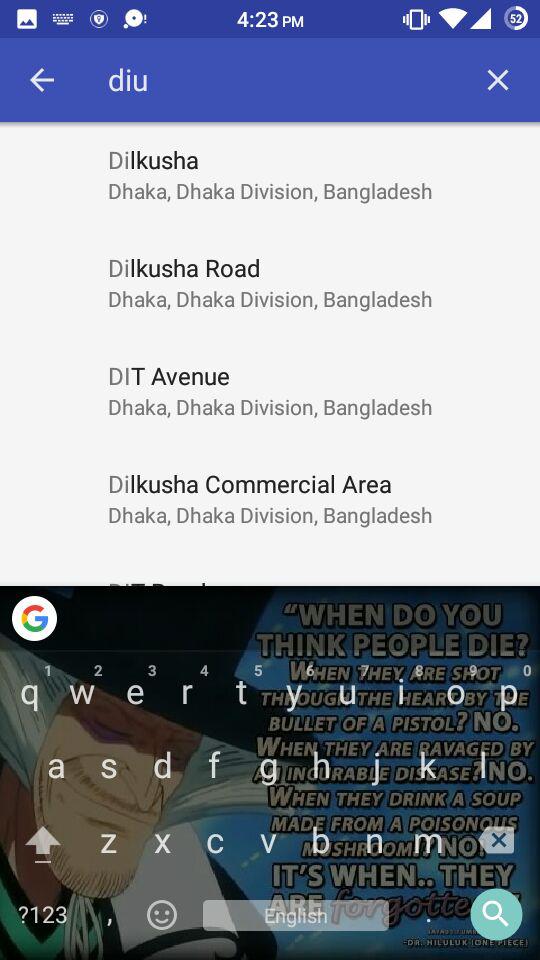 4:23 PM
52
diu
Dilkusha
Dhaka, Dhaka Division, Bangladesh
Dilkusha Road
Dhaka, Dhaka Division, Bangladesh
DIT Avenue
Dhaka, Dhaka Division, Bangladesh
Dilkusha Commercial Area
Dhaka, Dhaka Division, Bangladesh
G
"WHEN DO YOU
THINK PEOPLE DIE?
WHEN THEY ARE SHOT
THROUGH THE HEART BY THE
BULLET OF A PISTOL? NO.
WHEN THEY ARE RAVAGED BY
AN INCURABLE DISEASE? NO.
WHEN THEY DRINK A SOUP
MADE FROM A POISONOUS
MUSHROOM!? NO!
IT'S WHEN.. THEY
ARE forgotten
-DR. HILULUK (ONE PIECE)
1 2 3 4 5 6 7 8 9 0
q w e r t y u i o p
a s d f g h j k l
z x c v b n m
?123 , English .